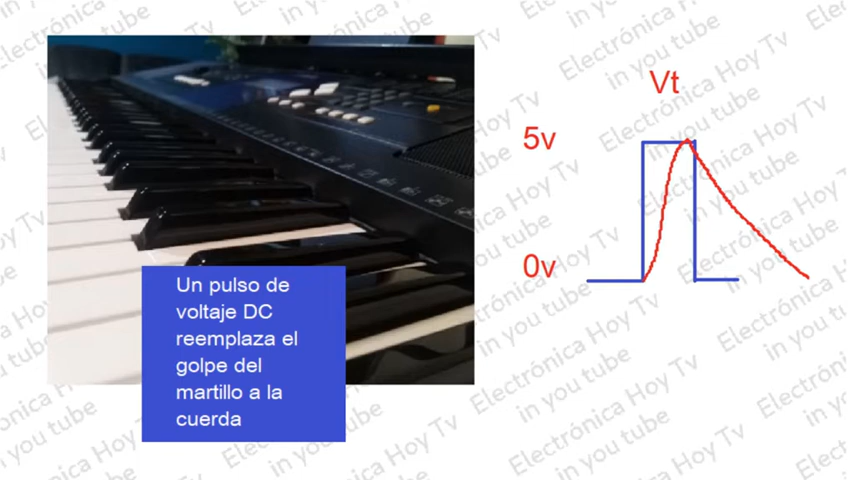 Vt
5v
0v
Un pulso de
voltaje DC
reemplaza el
golpe del
martillo a la
cuerda
Electrónica Hoy Tv
in you tube